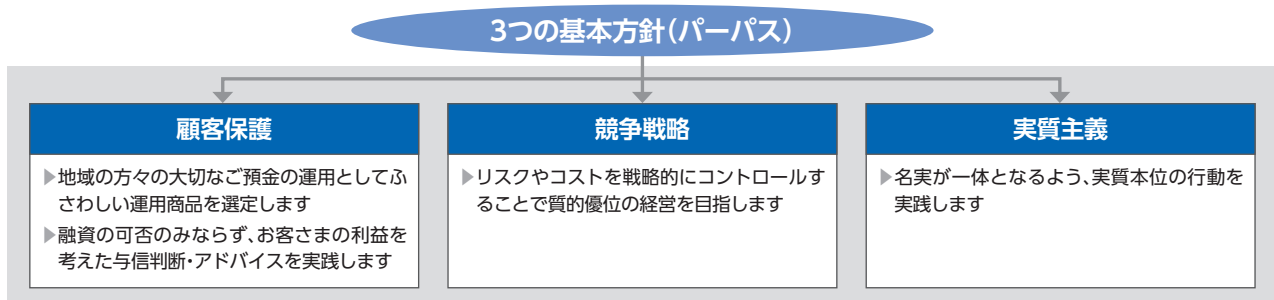 3つの基本方針(パーパス)
顧客保護
▶地域の方々の大切なご預金の運用としてふ
さわしい運用商品を選定します
▶融資の可否のみならず、お客さまの利益を
考えた与信判断・アドバイスを実践します
競争戦略
▶リスクやコストを戦略的にコントロールす
ることで質的優位の経営を目指します
実質主義
▶名実が一体となるよう、実質本位の行動を
実践します